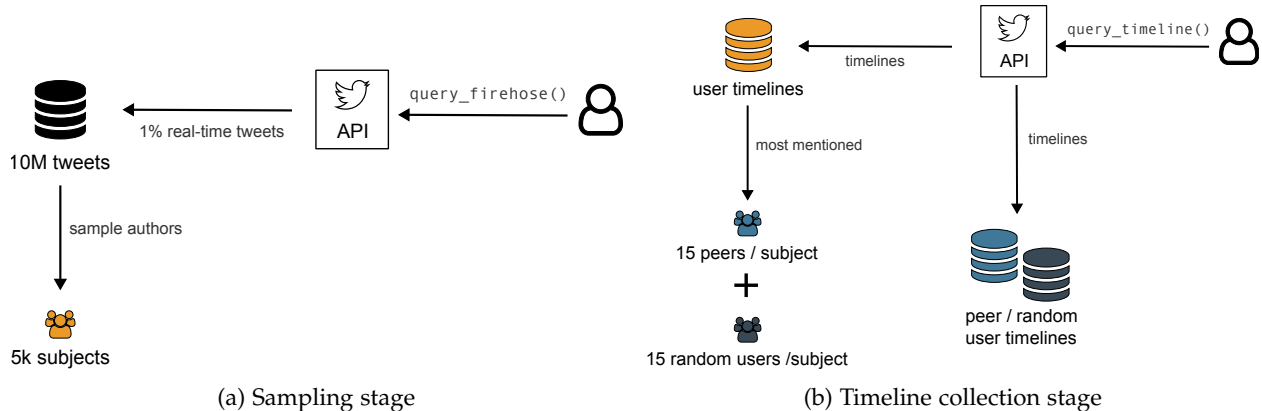 query_firehose()
API
1% real-time tweets
10M tweets
sample authors
5k subjects
(a) Sampling stage
query_timeline()
API
timelines
user timelines
most mentioned
timelines
15 peers / subject
+
15 random users /subject
peer / random
user timelines
(b) Timeline collection stage